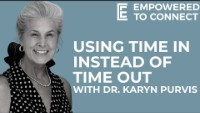 EMPOWERED
TO CONNECT
USING TIME IN
INSTEAD OF
TIME OUT
WITH DR. KARYN PURVIS